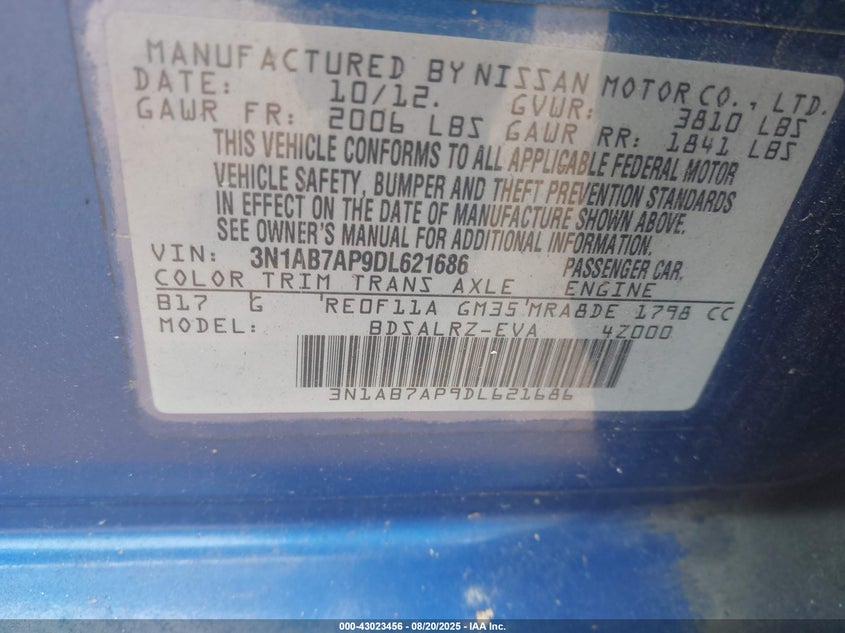 MANUFACTURED BY NISSAN MOTOR CO., LTD.
DATE: 10/12. GVWR: 3810 LBS
GAWR FR: 2006 LBS GAWR RR: 1841 LBS
THIS VEHICLE CONFORMS TO ALL APPLICABLE FEDERAL MOTOR
VEHICLE SAFETY, BUMPER AND THEFT PREVENTION STANDARDS
IN EFFECT ON THE DATE OF MANUFACTURE SHOWN ABOVE.
SEE OWNER'S MANUAL FOR ADDITIONAL INFORMATION.
VIN: 3N1AB7AP9DL621686 PASSENGER CAR
COLOR TRIM TRANS AXLE ENGINE
B17 G RE0F11A GM35 MRA8DE 1798 CC
MODEL: BDSALRZ-EVA 4Z000
3N1AB7AP9DL621686
000-43023456 - 08/20/2025 - IAA Inc.